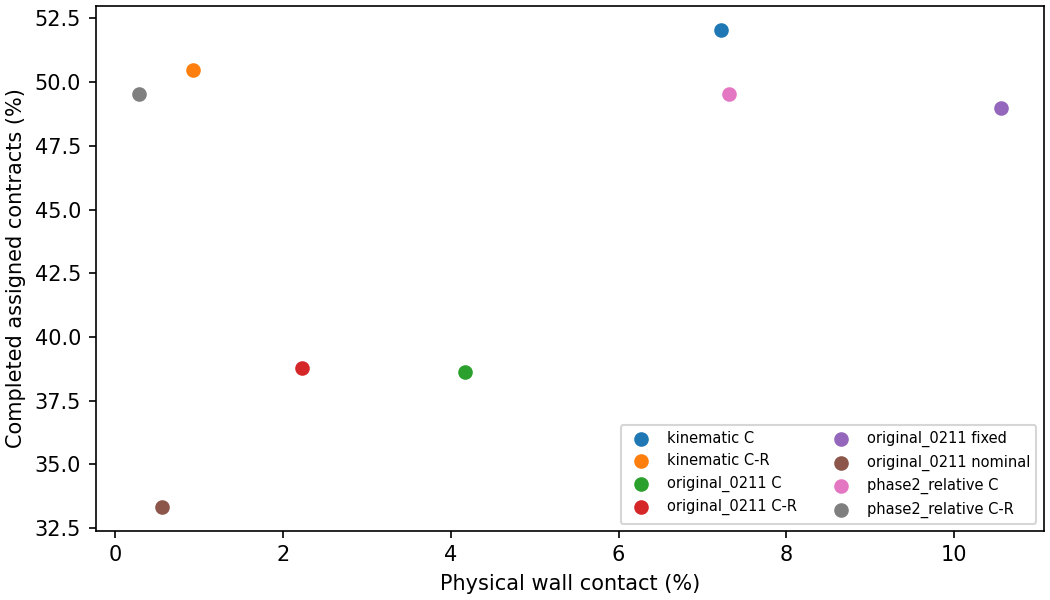 52.5
50.0
47.5
45.0
42.5
40.0
37.5
35.0
32.5
Completed assigned contracts (%)
0 2 4 6 8 10
Physical wall contact (%)
kinematic C
kinematic C-R
original_0211 C
original_0211 C-R
original_0211 fixed
original_0211 nominal
phase2_relative C
phase2_relative C-R